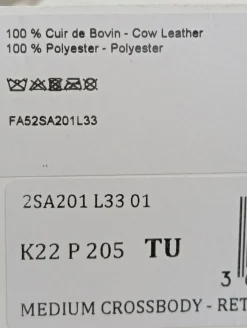 100 % Cuir de Bovin - Cow Leather
100 % Polyester - Polyester
FA52SA201L33
2SA201 L33 01
K22 P 205 TU
3
MEDIUM CROSSBODY - RET